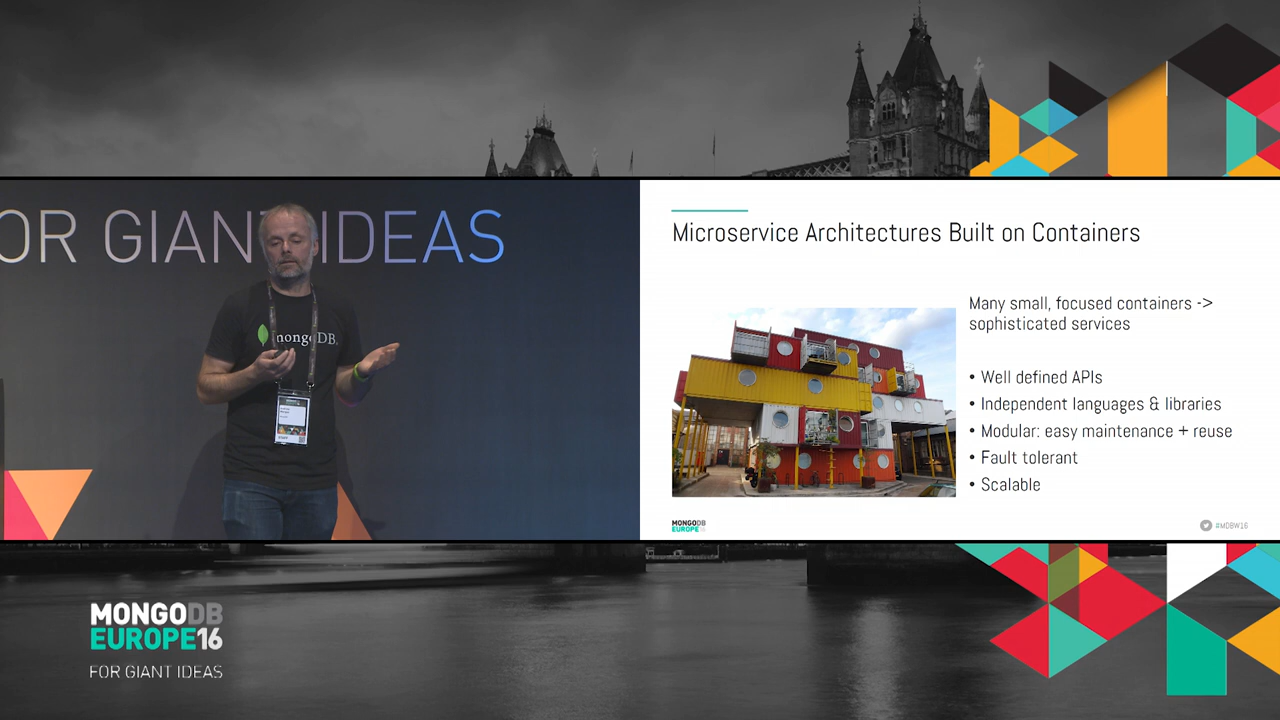 OR GIANT IDEAS
mongoDB
Microservice Architectures Built on Containers
Many small, focused containers ->
sophisticated services
• Well defined APIs
• Independent languages & libraries
• Modular: easy maintenance + reuse
• Fault tolerant
• Scalable
MONGODB
EUROPE16
#MDBW16
MONGODB
EUROPE16
FOR GIANT IDEAS